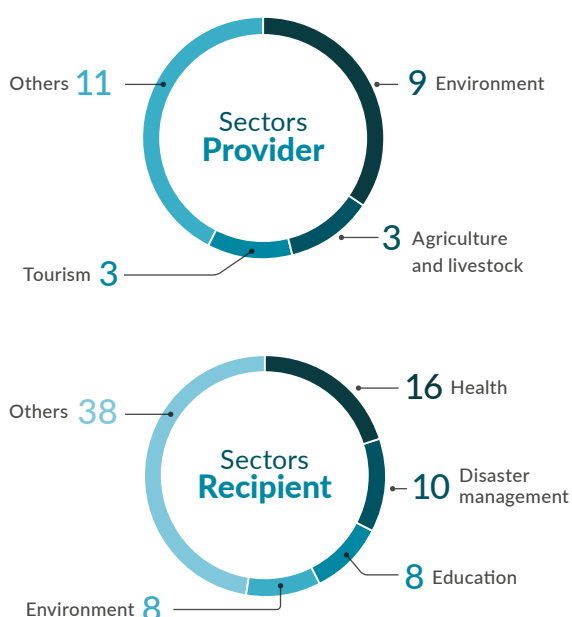 Sectors
Provider
Others 11
9 Environment
3 Agriculture
and livestock
Tourism 3
Sectors
Recipient
Others 38
16 Health
10 Disaster
management
8 Education
Environment 8